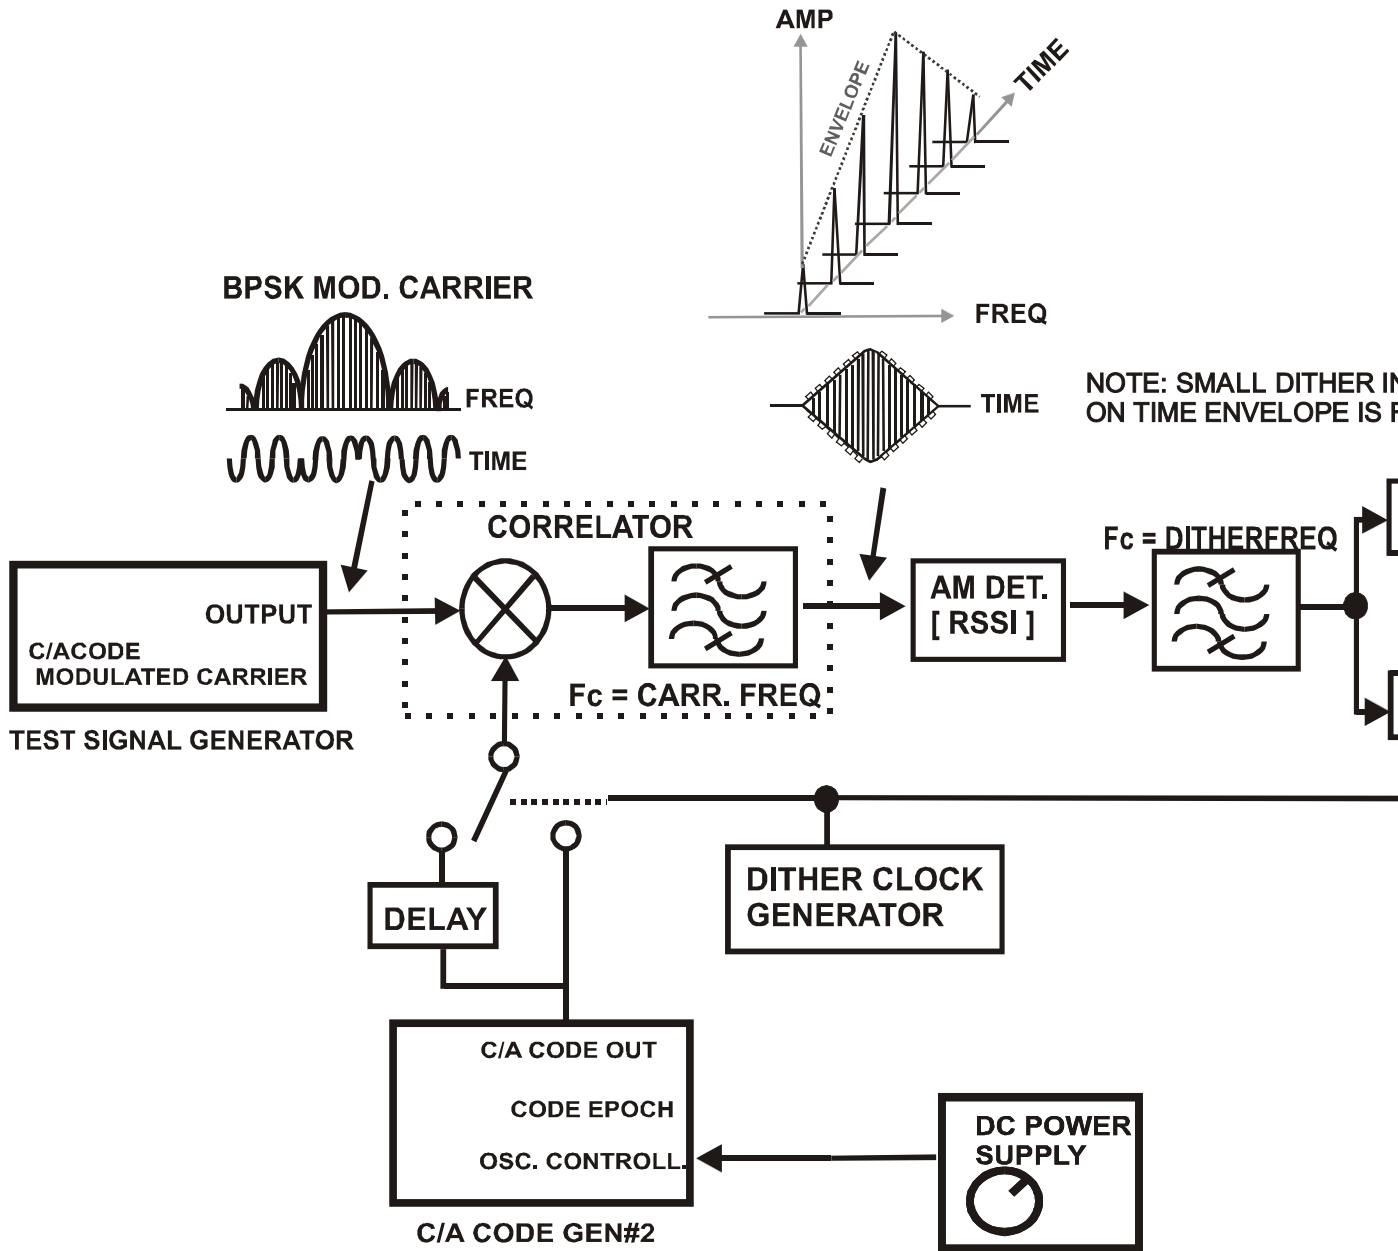 AMP
TIME
ENVELOPE
FREQ
BPSK MOD. CARRIER
FREQ
TIME
TIME
NOTE: SMALL DITHER
ON TIME ENVELOPE IS
CORRELATOR
Fc = DITHERFREQ
OUTPUT
C/ACODE
MODULATED CARRIER
AM DET.
[ RSSI ]
Fc = CARR. FREQ
TEST SIGNAL GENERATOR
DITHER CLOCK
GENERATOR
DELAY
C/A CODE OUT
CODE EPOCH
OSC. CONTROLL.
DC POWER
SUPPLY
C/A CODE GEN#2